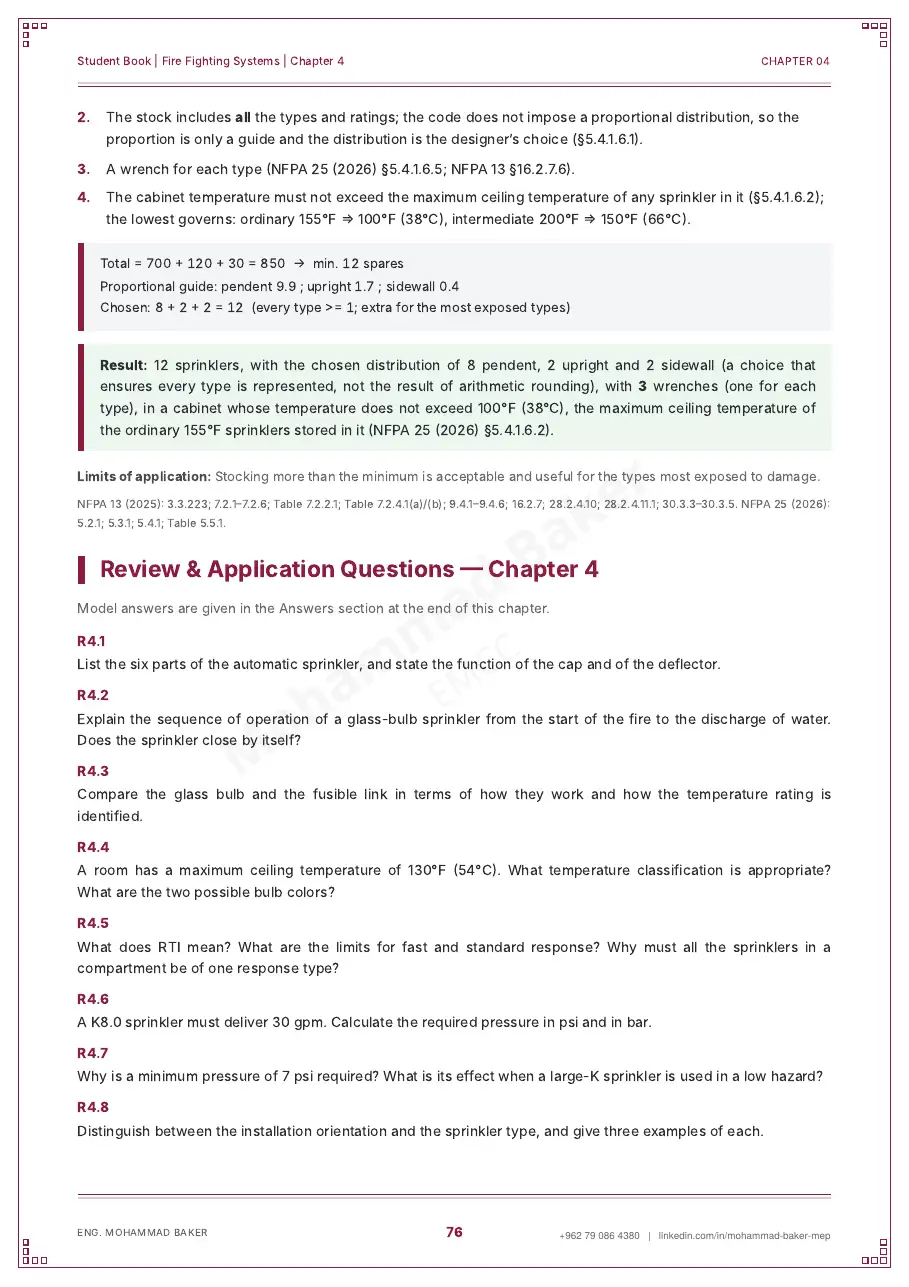 Student Book | Fire Fighting Systems | Chapter 4
CHAPTER 04
2. The stock includes all the types and ratings; the code does not impose a proportional distribution, so the
proportion is only a guide and the distribution is the designer’s choice (§5.4.1.6.1).
3. A wrench for each type (NFPA 25 (2026) §5.4.1.6.5; NFPA 13 §16.2.7.6).
4. The cabinet temperature must not exceed the maximum ceiling temperature of any sprinkler in it (§5.4.1.6.2);
the lowest governs: ordinary 155°F ⇒ 100°F (38°C), intermediate 200°F ⇒ 150°F (66°C).
Total = 700 + 120 + 30 = 850 → min. 12 spares
Proportional guide: pendent 9.9 ; upright 1.7 ; sidewall 0.4
Chosen: 8 + 2 + 2 = 12 (every type >= 1; extra for the most exposed types)
Result: 12 sprinklers, with the chosen distribution of 8 pendent, 2 upright and 2 sidewall (a choice that
ensures every type is represented, not the result of arithmetic rounding), with 3 wrenches (one for each
type), in a cabinet whose temperature does not exceed 100°F (38°C), the maximum ceiling temperature of
the ordinary 155°F sprinklers stored in it (NFPA 25 (2026) §5.4.1.6.2).
Limits of application: Stocking more than the minimum is acceptable and useful for the types most exposed to damage.
NFPA 13 (2025): 3.3.223; 7.2.1–7.2.6; Table 7.2.2.1; Table 7.2.4.1(a)/(b); 9.4.1–9.4.6; 16.2.7; 28.2.4.10; 28.2.4.11.1; 30.3.3–30.3.5. NFPA 25 (2026):
5.2.1; 5.3.1; 5.4.1; Table 5.5.1.
Review & Application Questions — Chapter 4
Model answers are given in the Answers section at the end of this chapter.
R4.1
List the six parts of the automatic sprinkler, and state the function of the cap and of the deflector.
R4.2
Explain the sequence of operation of a glass-bulb sprinkler from the start of the fire to the discharge of water.
Does the sprinkler close by itself?
R4.3
Compare the glass bulb and the fusible link in terms of how they work and how the temperature rating is
identified.
R4.4
A room has a maximum ceiling temperature of 130°F (54°C). What temperature classification is appropriate?
What are the two possible bulb colors?
R4.5
What does RTI mean? What are the limits for fast and standard response? Why must all the sprinklers in a
compartment be of one response type?
R4.6
A K8.0 sprinkler must deliver 30 gpm. Calculate the required pressure in psi and in bar.
R4.7
Why is a minimum pressure of 7 psi required? What is its effect when a large-K sprinkler is used in a low hazard?
R4.8
Distinguish between the installation orientation and the sprinkler type, and give three examples of each.
Mohammad Baker
EMSC
ENG. MOHAMMAD BAKER
76
+962 79 086 4380 | linkedin.com/in/mohammad-baker-mep